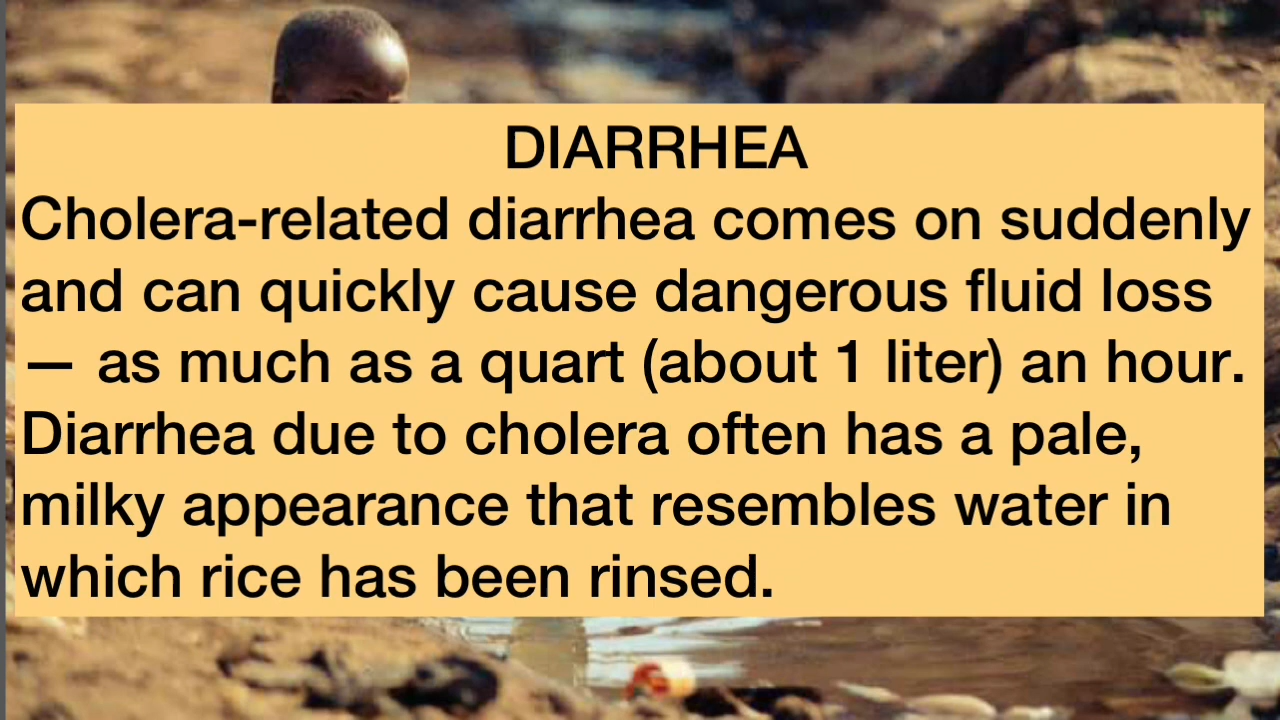 DIARRHEA
Cholera-related diarrhea comes on suddenly
and can quickly cause dangerous fluid loss
— as much as a quart (about 1 liter) an hour.
Diarrhea due to cholera often has a pale,
milky appearance that resembles water in
which rice has been rinsed.